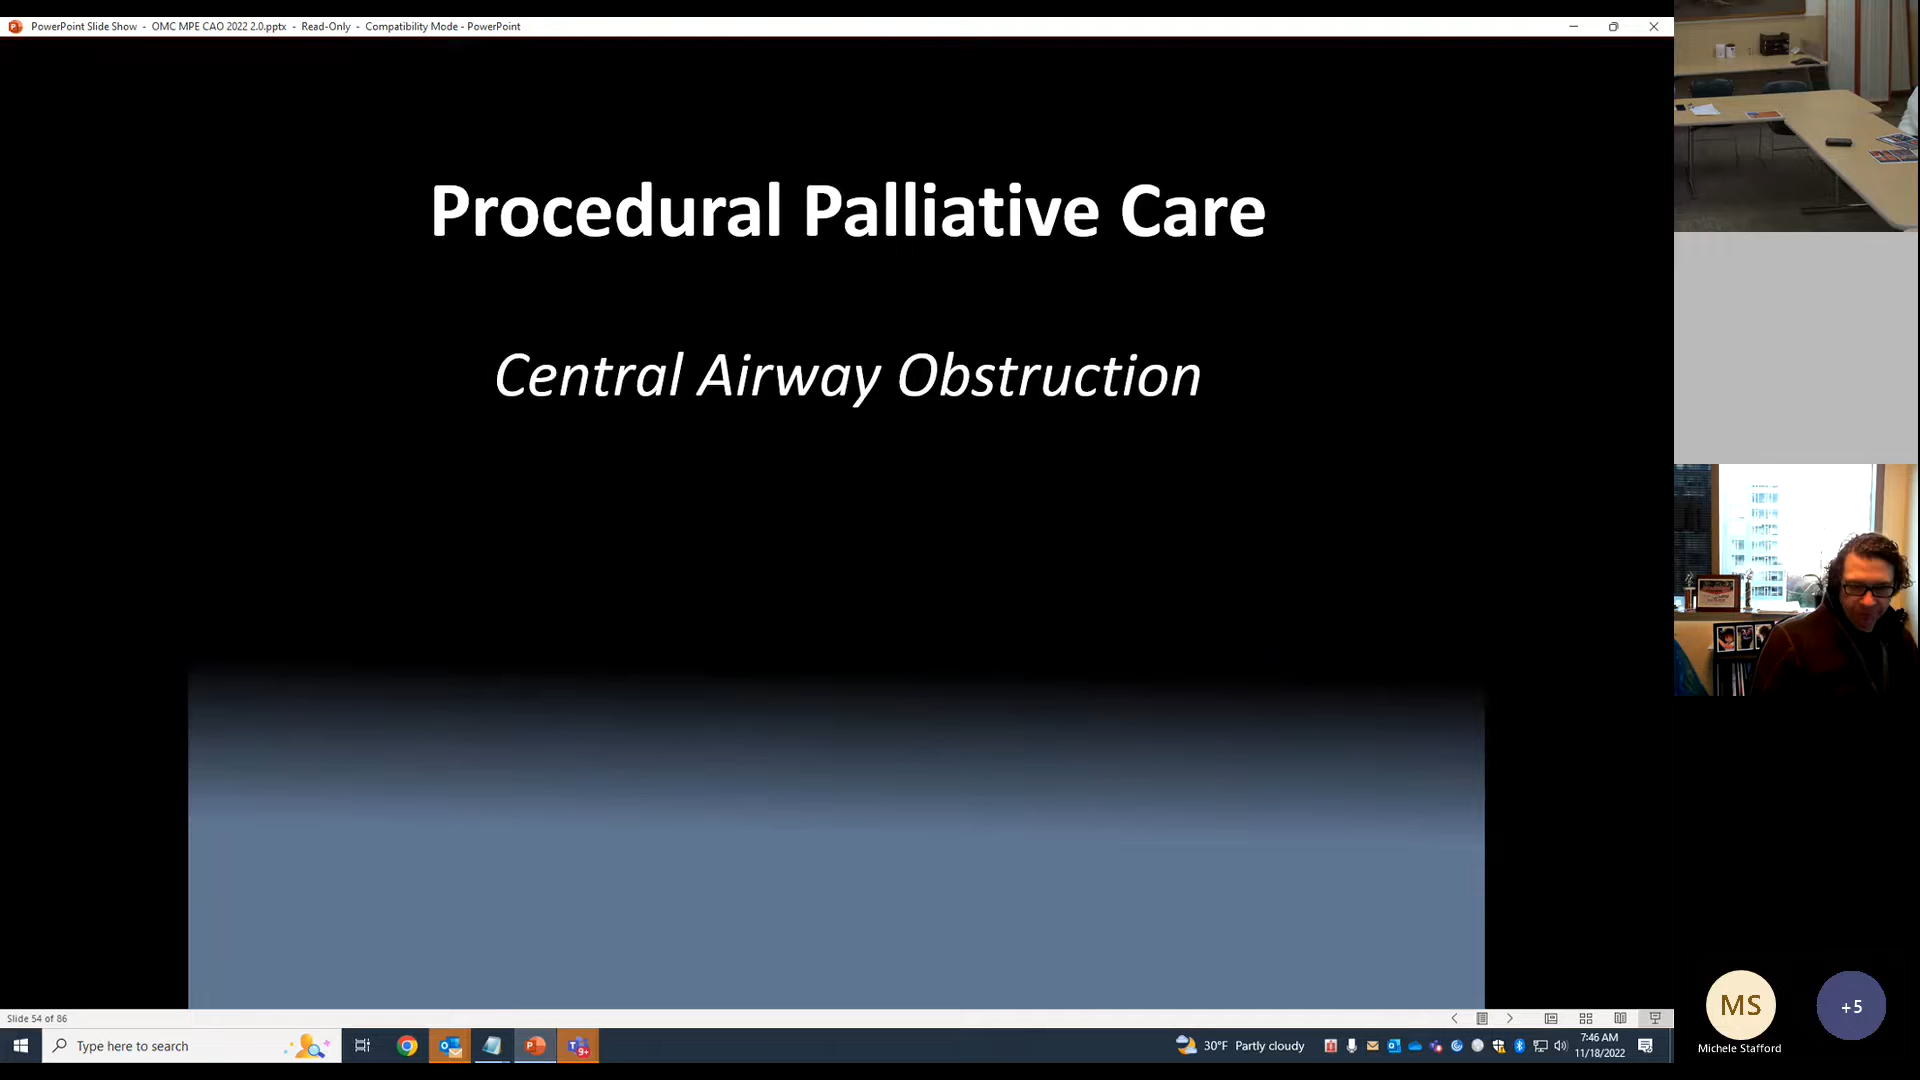 PowerPoint Slide Show - OMC MPE CAO 2022 2.0.pptx - Read-Only - Compatibility Mode - PowerPoint
Procedural Palliative Care
Central Airway Obstruction
Slide 54 of 86
Type here to search
9+
30°F Partly cloudy
7:46 AM
11/18/2022
MS
Michele Stafford
+5